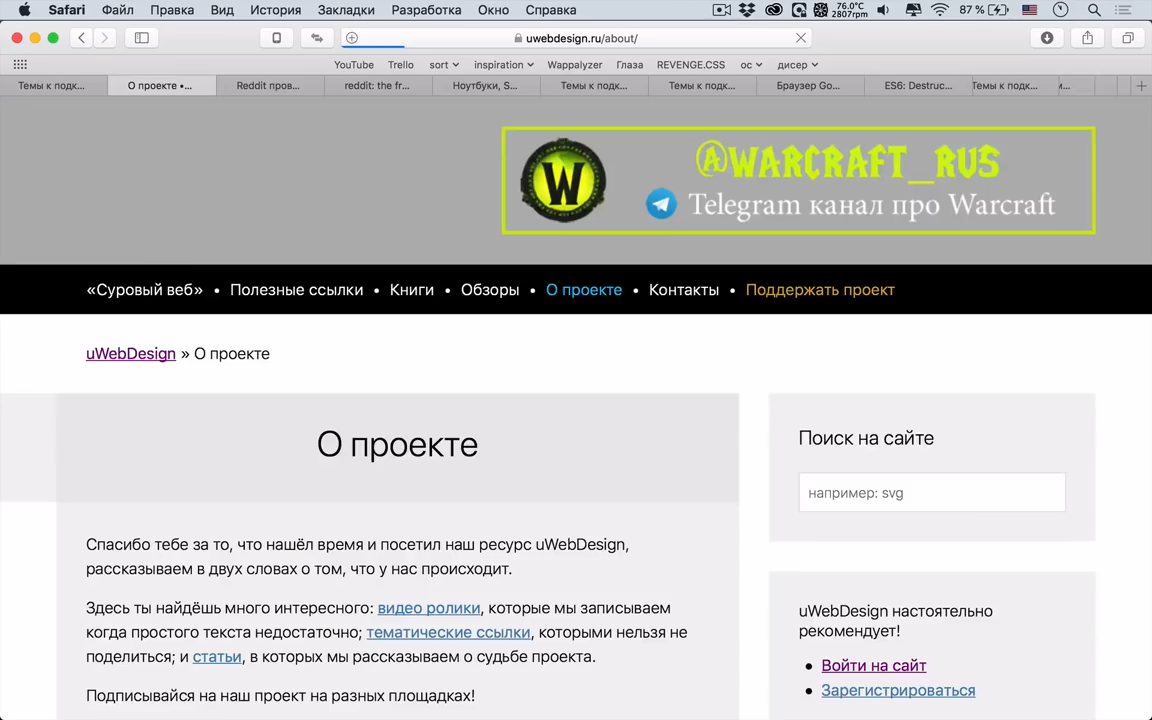 Safari Файл Правка Вид История Закладки Разработка Окно Справка 76.0°C 2807rpm 87 %
uwebdesign.ru/about/
YouTube Trello sort inspiration Wappalyzer Глаза REVENGE.CSS ос дисер
Темы к подк... О проекте •... Reddit пров... reddit: the fr... Ноутбуки, S... Темы к подк... Темы к подк... Браузер Go... ES6: Destruc... Темы к подк... и...
@WARCRAFT_RUS
W
Telegram канал про Warcraft
«Суровый веб» • Полезные ссылки • Книги • Обзоры • О проекте • Контакты • Поддержать проект
uWebDesign » О проекте
О проекте
Спасибо тебе за то, что нашёл время и посетил наш ресурс uWebDesign,
рассказываем в двух словах о том, что у нас происходит.
Здесь ты найдёшь много интересного: видео ролики, которые мы записываем
когда простого текста недостаточно; тематические ссылки, которыми нельзя не
поделиться; и статьи, в которых мы рассказываем о судьбе проекта.
Подписывайся на наш проект на разных площадках!
Поиск на сайте
например: svg
uWebDesign настоятельно
рекомендует!
• Войти на сайт
• Зарегистрироваться